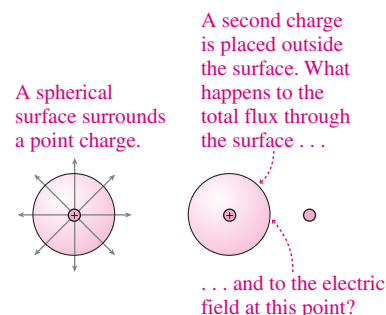 A spherical
surface surrounds
a point charge.
+
A second charge
is placed outside
the surface. What
happens to the
total flux through
the surface . . .
+
. . . and to the electric
field at this point?